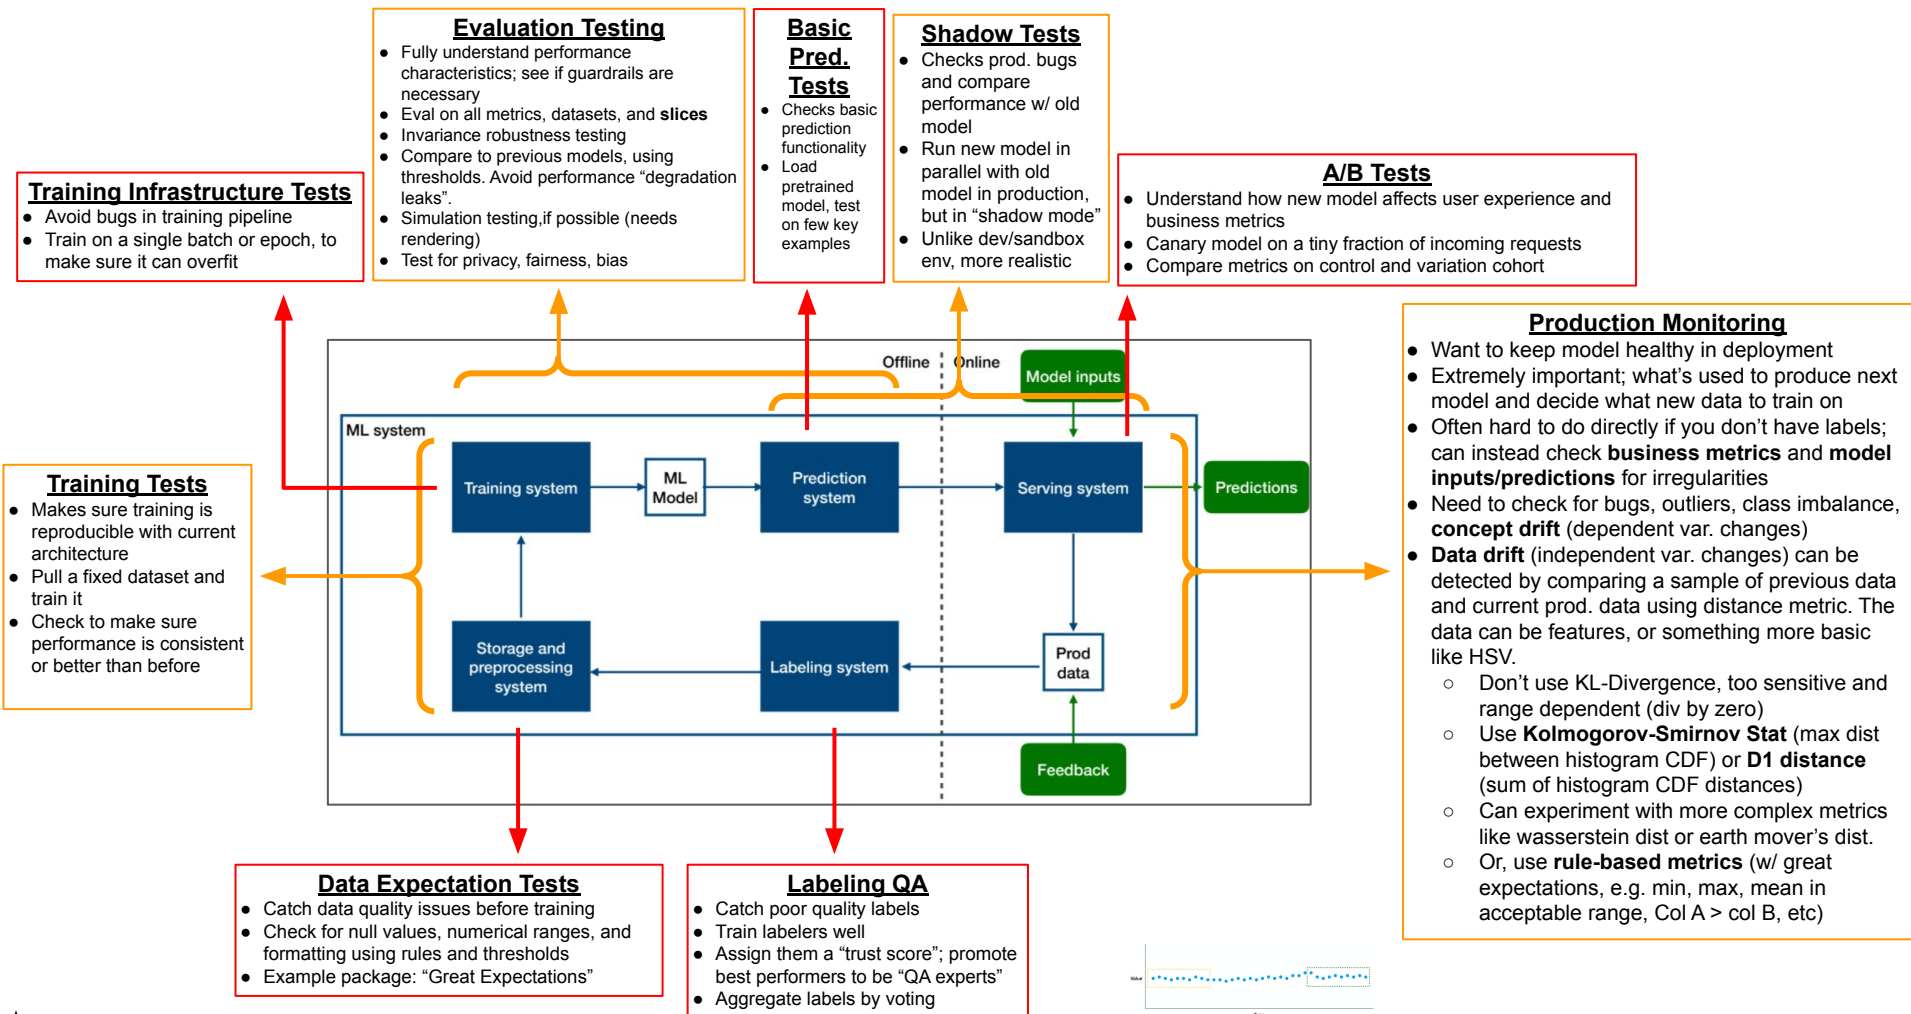 Evaluation Testing
● Fully understand performance
characteristics; see if guardrails are
necessary
● Eval on all metrics, datasets, and slices
● Invariance robustness testing
● Compare to previous models, using
thresholds. Avoid performance “degradation
leaks”.
● Simulation testing,if possible (needs
rendering)
● Test for privacy, fairness, bias
Basic
Pred.
Tests
● Checks basic
prediction
functionality
● Load
pretrained
model, test
on few key
examples
Shadow Tests
● Checks prod. bugs
and compare
performance w/ old
model
● Run new model in
parallel with old
model in production,
but in “shadow mode”
● Unlike dev/sandbox
env, more realistic
Training Infrastructure Tests
● Avoid bugs in training pipeline
● Train on a single batch or epoch, to
make sure it can overfit
A/B Tests
● Understand how new model affects user experience and
business metrics
● Canary model on a tiny fraction of incoming requests
● Compare metrics on control and variation cohort
Training Tests
● Makes sure training is
reproducible with current
architecture
● Pull a fixed dataset and
train it
● Check to make sure
performance is consistent
or better than before
Offline
Online
Model inputs
ML system
Training system
ML
Model
Prediction
system
Serving system
Predictions
Storage and
preprocessing
system
Labeling system
Prod
data
Feedback
Production Monitoring
● Want to keep model healthy in deployment
● Extremely important; what’s used to produce next
model and decide what new data to train on
● Often hard to do directly if you don’t have labels;
can instead check business metrics and model
inputs/predictions for irregularities
● Need to check for bugs, outliers, class imbalance,
concept drift (dependent var. changes)
● Data drift (independent var. changes) can be
detected by comparing a sample of previous data
and current prod. data using distance metric. The
data can be features, or something more basic
like HSV.
○ Don’t use KL-Divergence, too sensitive and
range dependent (div by zero)
○ Use Kolmogorov-Smirnov Stat (max dist
between histogram CDF) or D1 distance
(sum of histogram CDF distances)
○ Can experiment with more complex metrics
like wasserstein dist or earth mover’s dist.
○ Or, use rule-based metrics (w/ great
expectations, e.g. min, max, mean in
acceptable range, Col A > col B, etc)
Data Expectation Tests
● Catch data quality issues before training
● Check for null values, numerical ranges, and
formatting using rules and thresholds
● Example package: “Great Expectations”
Labeling QA
● Catch poor quality labels
● Train labelers well
● Assign them a “trust score”; promote
best performers to be “QA experts”
● Aggregate labels by voting
Value